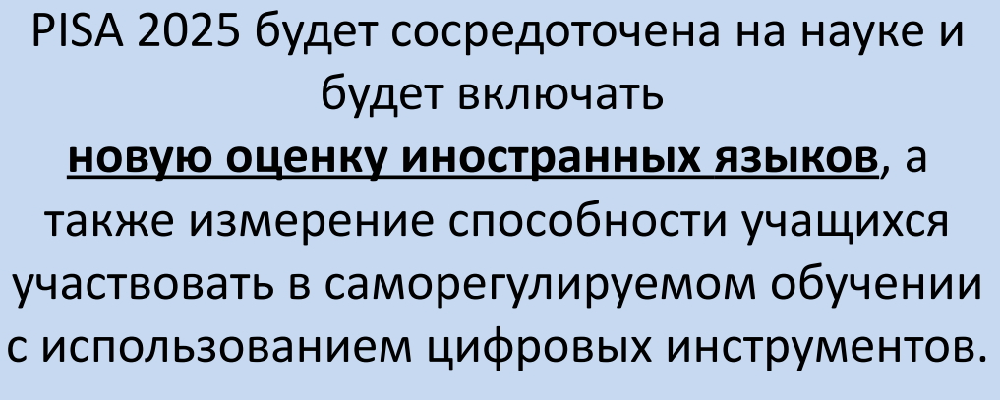 PISA 2025 будет сосредоточена на науке и
будет включать
новую оценку иностранных языков, а
также измерение способности учащихся
участвовать в саморегулируемом обучении
с использованием цифровых инструментов.